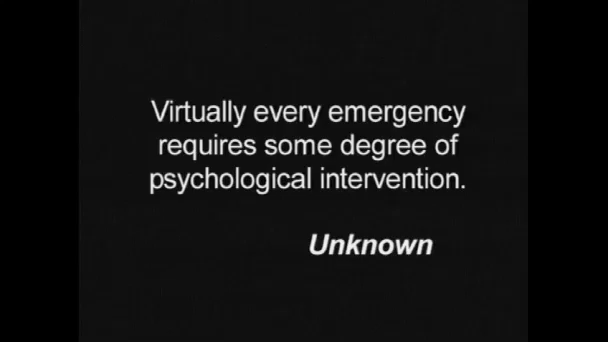 Virtually every emergency
requires some degree of
psychological intervention.
Unknown